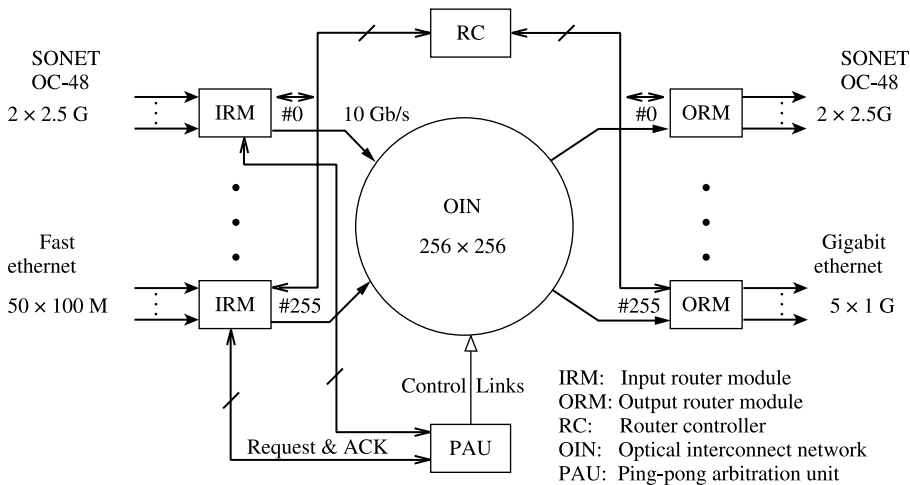 RC
SONET
OC-48
2 × 2.5 G
IRM
#0
10 Gb/s
#0
ORM
SONET
OC-48
2 × 2.5G
OIN
256 × 256
Fast
ethernet
50 × 100 M
IRM
#255
#255
ORM
Gigabit
ethernet
5 × 1 G
Control Links
Request & ACK
PAU
IRM: Input router module
ORM: Output router module
RC: Router controller
OIN: Optical interconnect network
PAU: Ping-pong arbitration unit